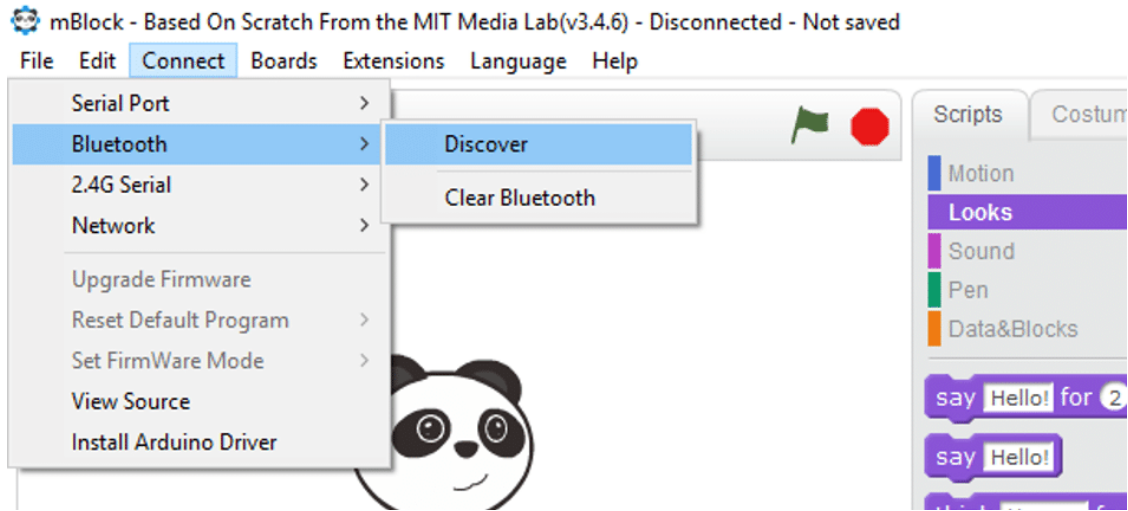 mBlock - Based On Scratch From the MIT Media Lab(v3.4.6) - Disconnected - Not saved
File Edit Connect Boards Extensions Language Help
Serial Port
Bluetooth
2.4G Serial
Network
Upgrade Firmware
Reset Default Program
Set FirmWare Mode
View Source
Install Arduino Driver
Discover
Clear Bluetooth
Scripts Costum
Motion
Looks
Sound
Pen
Data&Blocks
say Hello! for 2
say Hello!